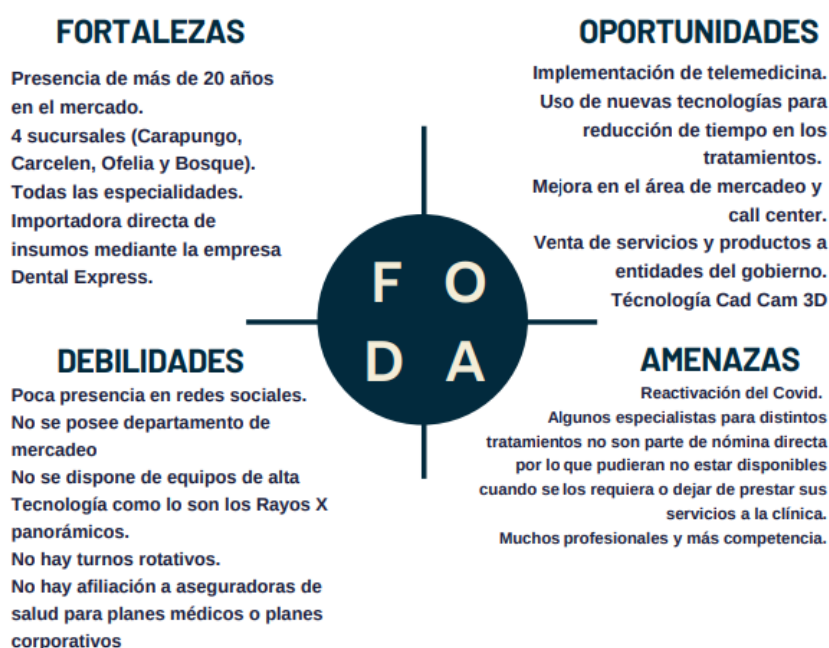 FORTALEZAS
Presencia de más de 20 años
en el mercado.
4 sucursales (Carapungo,
Carcelen, Ofelia y Bosque).
Todas las especialidades.
Importadora directa de
insumos mediante la empresa
Dental Express.
OPORTUNIDADES
Implementación de telemedicina.
Uso de nuevas tecnologías para
reducción de tiempo en los
tratamientos.
Mejora en el área de mercadeo y
call center.
Venta de servicios y productos a
entidades del gobierno.
Técnología Cad Cam 3D
F O
D A
DEBILIDADES
Poca presencia en redes sociales.
No se posee departamento de
mercadeo
No se dispone de equipos de alta
Tecnología como lo son los Rayos X
panorámicos.
No hay turnos rotativos.
No hay afiliación a aseguradoras de
salud para planes médicos o planes
corporativos
AMENAZAS
Reactivación del Covid.
Algunos especialistas para distintos
tratamientos no son parte de nómina directa
por lo que pudieran no estar disponibles
cuando se los requiera o dejar de prestar sus
servicios a la clínica.
Muchos profesionales y más competencia.